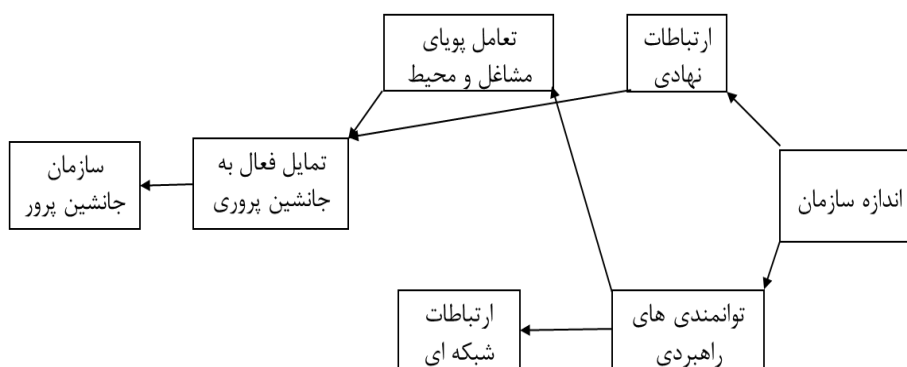 ارتباطات
نهادی
تعامل پویای
مشاغل و محیط
اندازه سازمان
تمایل فعال به
جانشین پروری
سازمان
جانشین پرور
توانمندی های
راهبردی
ارتباطات
شبکه ای